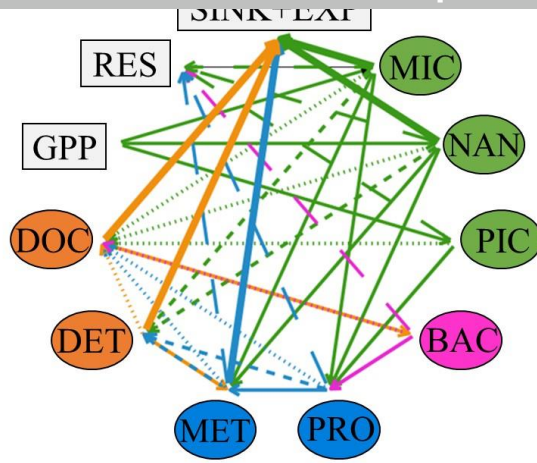 SINK+EXP
RES
MIC
GPP
NAN
DOC
PIC
DET
BAC
MET
PRO